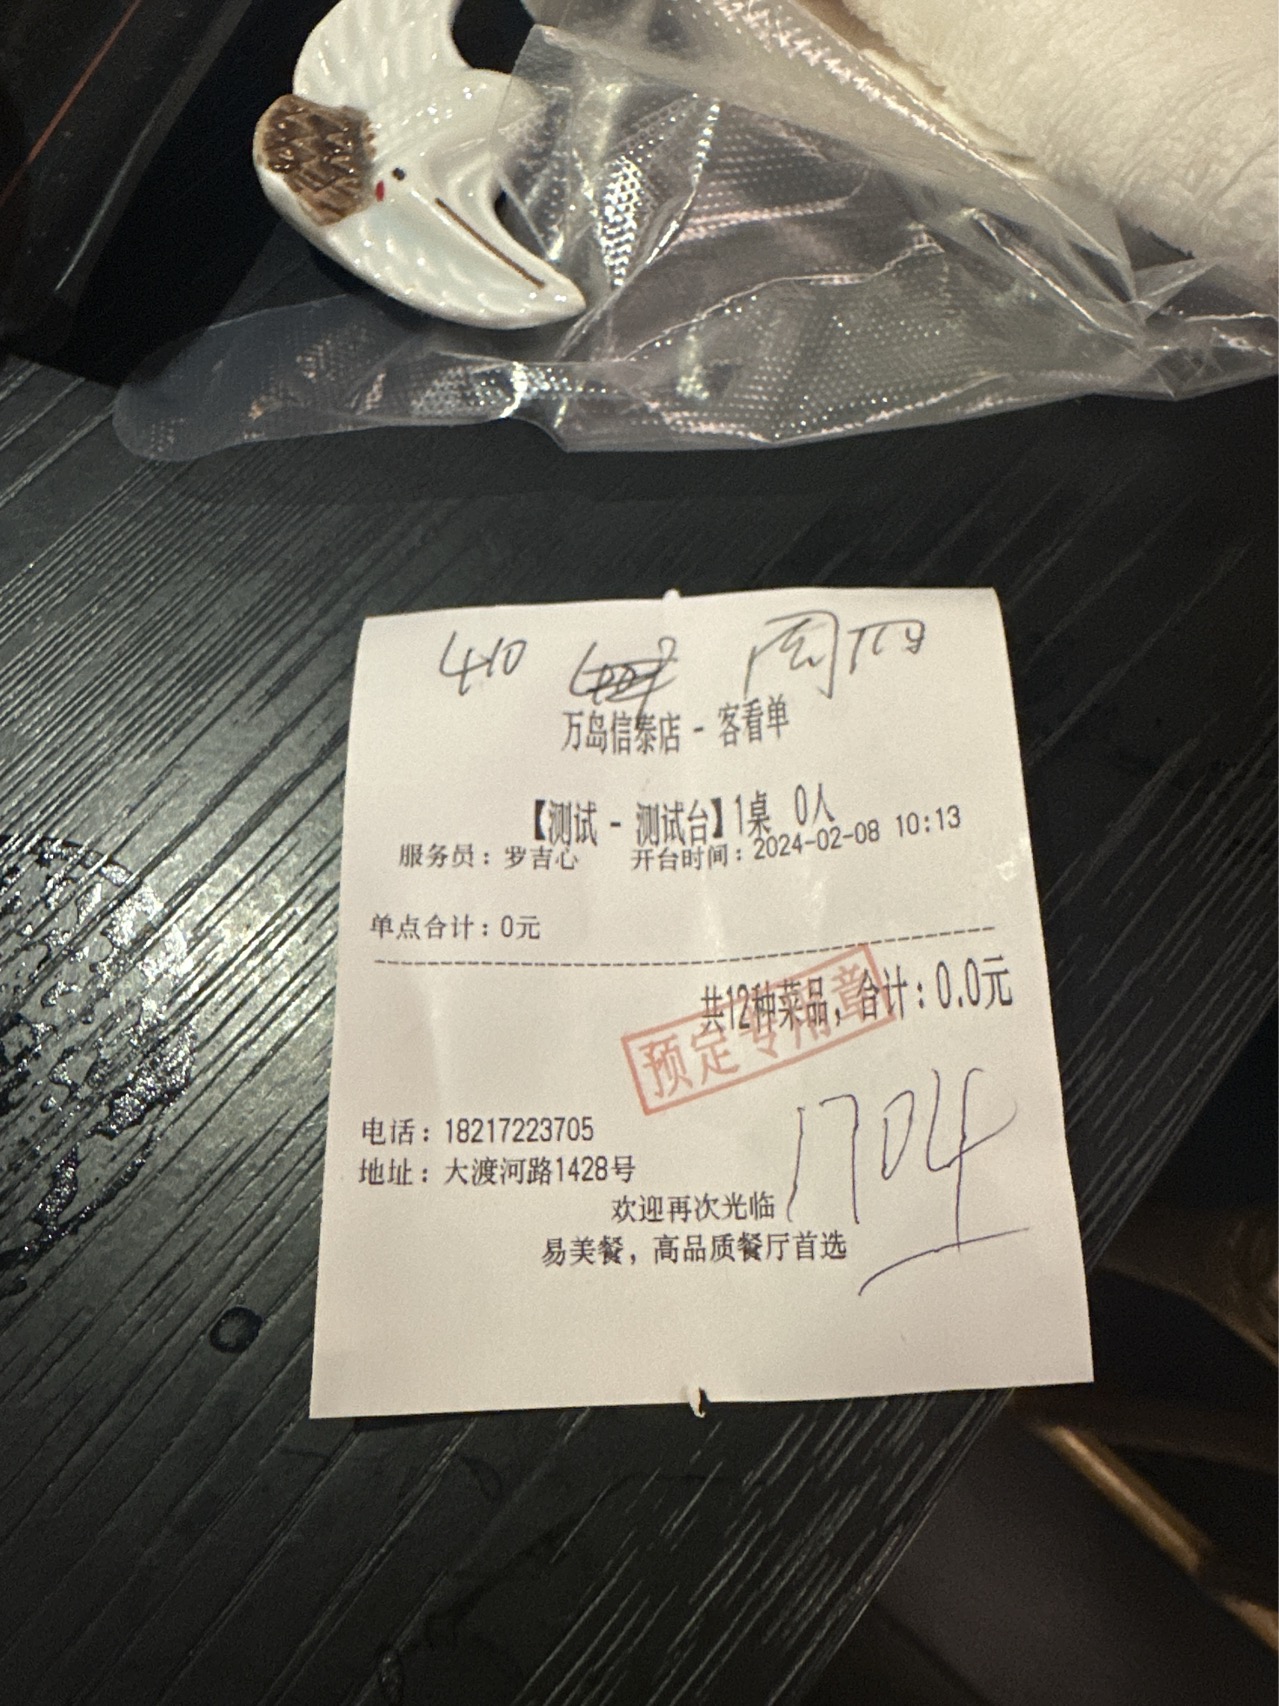 410 周四
万岛信泰店 - 客看单
【测试 - 测试台】1桌 0人
服务员：罗吉心 开台时间：2024-02-08 10:13
单点合计：0元
共12种菜品，合计：0.0元
预定专用章
电话：18217223705
地址：大渡河路1428号
1704
欢迎再次光临
易美餐，高品质餐厅首选